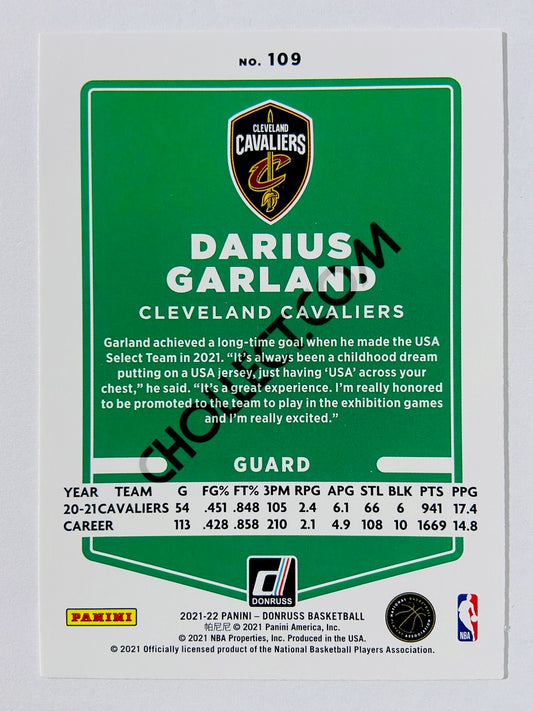 NO. 109
CLEVELAND
CAVALIERS
C
DARIUS
GARLAND
CLEVELAND CAVALIERS
Garland achieved a long-time goal when he made the USA
Select Team in 2021. “It’s always been a childhood dream
putting on a USA jersey, just having ‘USA’ across your
chest,” he said. “It’s a great experience. I’m really honored
to be promoted to the team to play in the exhibition games
and I’m really excited.”
CHOLLECT.COM
GUARD
YEAR TEAM G FG% FT% 3PM RPG APG STL BLK PTS PPG
20-21 CAVALIERS 54 .451 .848 105 2.4 6.1 66 6 941 17.4
CAREER 113 .428 .858 210 2.1 4.9 108 10 1669 14.8
DONRUSS
PANINI
2021-22 PANINI – DONRUSS BASKETBALL
帕尼尼 © 2021 Panini America, Inc.
© 2021 NBA Properties, Inc. Produced in the USA.
© 2021 Officially licensed product of the National Basketball Players Association.
NATIONAL BASKETBALL PLAYERS ASSOCIATION
NBA